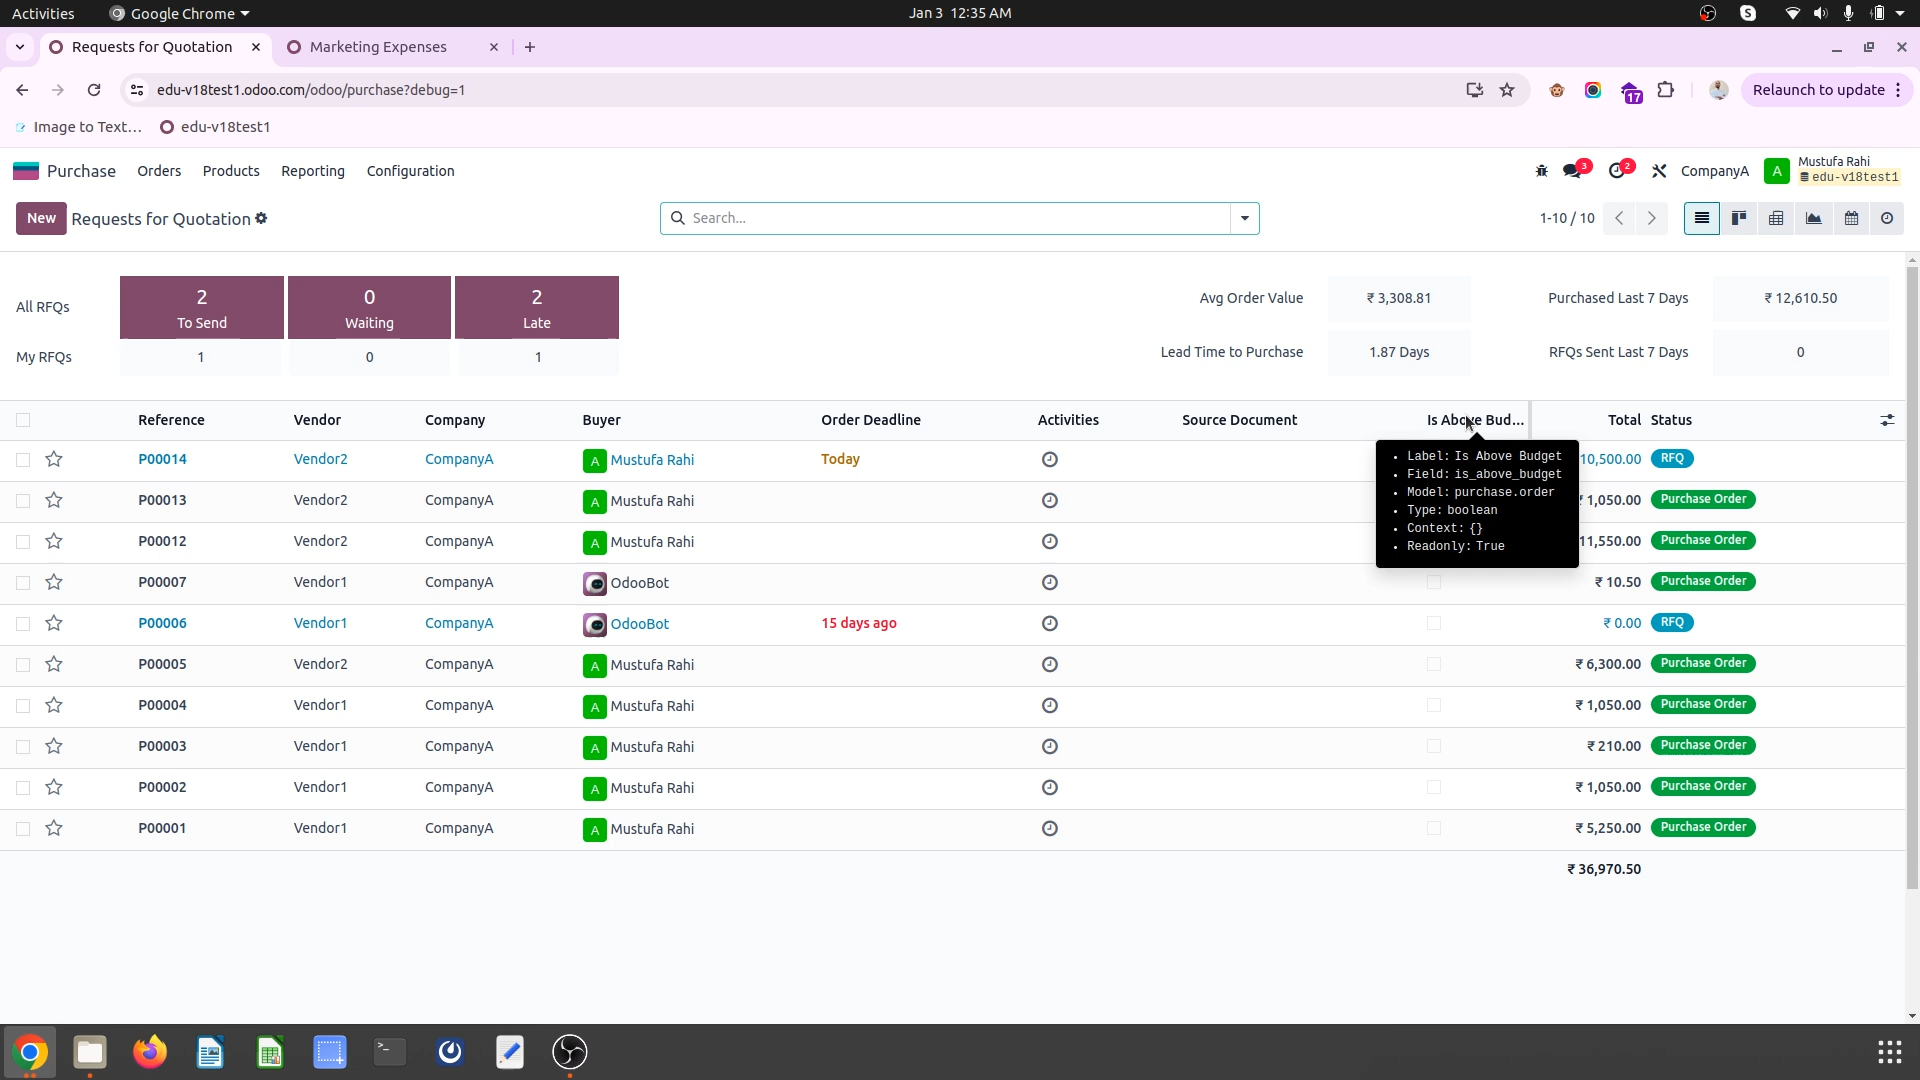 Activities Google Chrome Jan 3 12:35 AM
Requests for Quotation Marketing Expenses
edu-v18test1.odoo.com/odoo/purchase?debug=1 17 Relaunch to update
Image to Text... edu-v18test1
Purchase Orders Products Reporting Configuration 3 2 CompanyA A Mustufa Rahi
edu-v18test1
New Requests for Quotation Search... 1-10 / 10
All RFQs 2 To Send 0 Waiting 2 Late Avg Order Value ₹ 3,308.81 Purchased Last 7 Days ₹ 12,610.50
My RFQs 1 0 1 Lead Time to Purchase 1.87 Days RFQs Sent Last 7 Days 0
Reference Vendor Company Buyer Order Deadline Activities Source Document Is Above Bud... Total Status
P00014 Vendor2 CompanyA A Mustufa Rahi Today 10,500.00 RFQ
P00013 Vendor2 CompanyA A Mustufa Rahi ₹ 1,050.00 Purchase Order
P00012 Vendor2 CompanyA A Mustufa Rahi 11,550.00 Purchase Order
Label: Is Above Budget
Field: is_above_budget
Model: purchase.order
Type: boolean
Context: {}
Readonly: True
P00007 Vendor1 CompanyA OdooBot ₹ 10.50 Purchase Order
P00006 Vendor1 CompanyA OdooBot 15 days ago ₹ 0.00 RFQ
P00005 Vendor2 CompanyA A Mustufa Rahi ₹ 6,300.00 Purchase Order
P00004 Vendor1 CompanyA A Mustufa Rahi ₹ 1,050.00 Purchase Order
P00003 Vendor1 CompanyA A Mustufa Rahi ₹ 210.00 Purchase Order
P00002 Vendor1 CompanyA A Mustufa Rahi ₹ 1,050.00 Purchase Order
P00001 Vendor1 CompanyA A Mustufa Rahi ₹ 5,250.00 Purchase Order
₹ 36,970.50